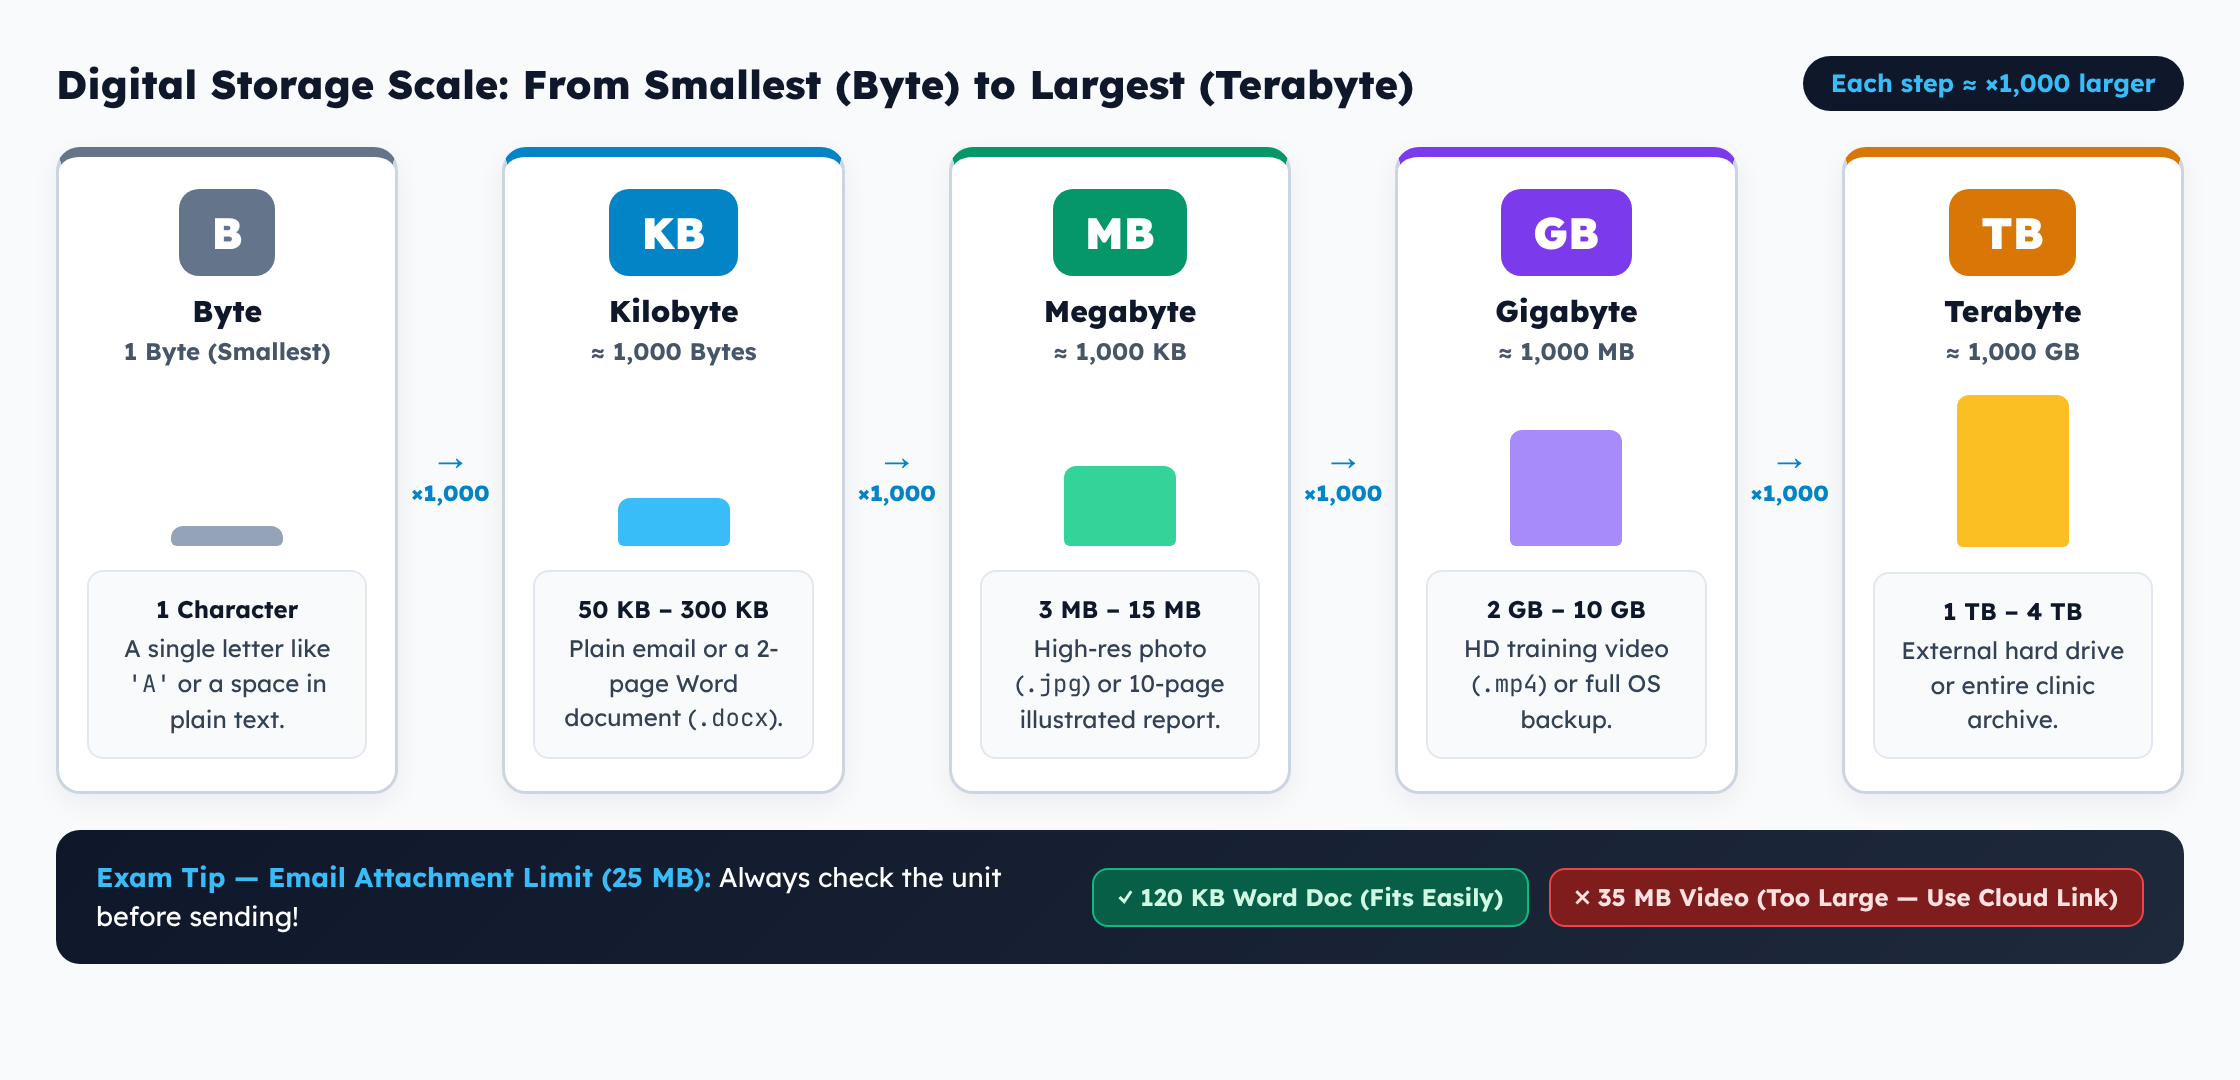 Digital Storage Scale: From Smallest (Byte) to Largest (Terabyte)
Each step ≈ ×1,000 larger
B
Byte
1 Byte (Smallest)
1 Character
A single letter like
'A' or a space in
plain text.
→
×1,000
KB
Kilobyte
≈ 1,000 Bytes
50 KB – 300 KB
Plain email or a 2-
page Word
document (.docx).
→
×1,000
MB
Megabyte
≈ 1,000 KB
3 MB – 15 MB
High-res photo
(.jpg) or 10-page
illustrated report.
→
×1,000
GB
Gigabyte
≈ 1,000 MB
2 GB – 10 GB
HD training video
(.mp4) or full OS
backup.
→
×1,000
TB
Terabyte
≈ 1,000 GB
1 TB – 4 TB
External hard drive
or entire clinic
archive.
Exam Tip — Email Attachment Limit (25 MB): Always check the unit
before sending!
✓ 120 KB Word Doc (Fits Easily)
✕ 35 MB Video (Too Large — Use Cloud Link)